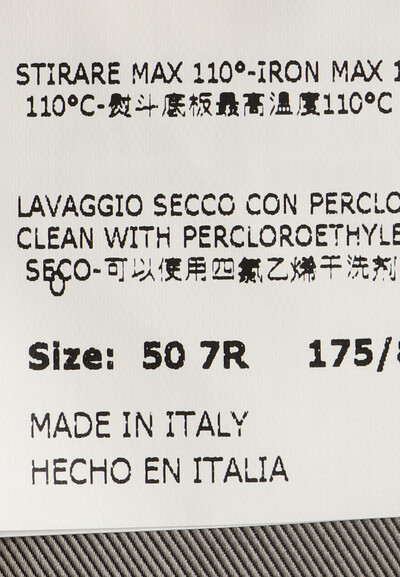 STIRARE MAX 110°-IRON MAX 1
110°C-熨斗底板最高温度110°C
LAVAGGIO SECCO CON PERCLO
CLEAN WITH PERCLOROETHYLE
SECO-可以使用四氯乙烯干洗剂
Size: 50 7R 175/8
MADE IN ITALY
HECHO EN ITALIA